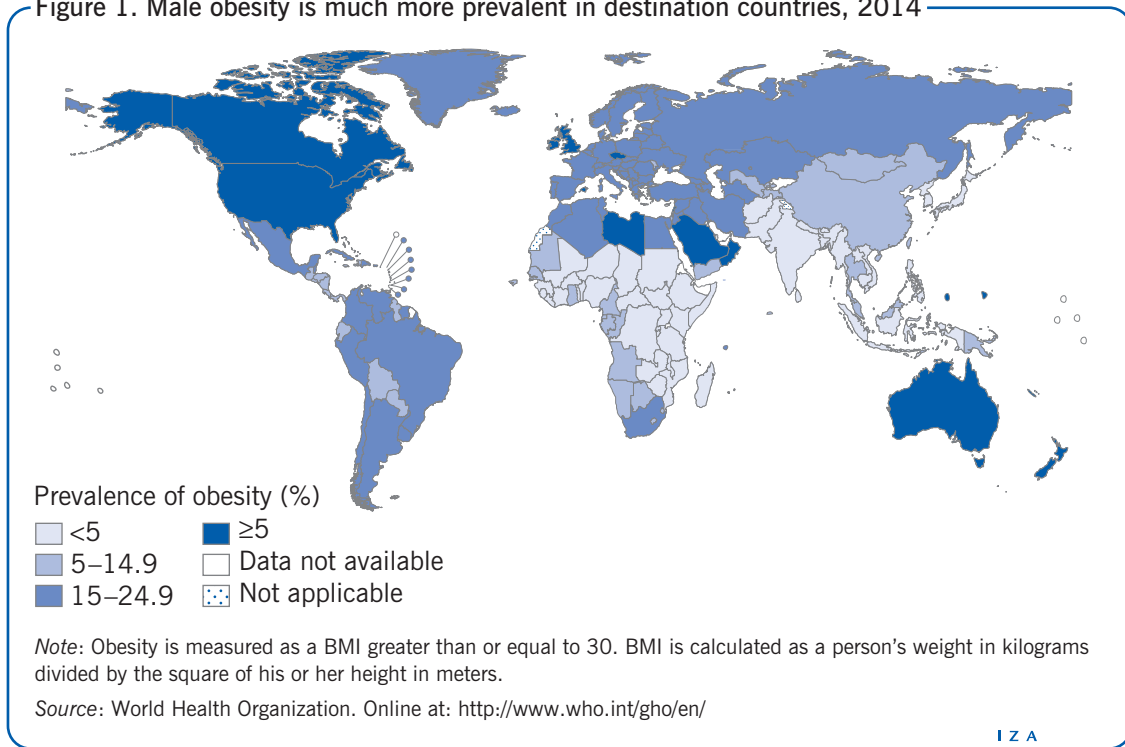 Figure 1. Male obesity is much more prevalent in destination countries, 2014
Prevalence of obesity (%)
<5
≥5
5–14.9
Data not available
15–24.9
Not applicable
Note: Obesity is measured as a BMI greater than or equal to 30. BMI is calculated as a person's weight in kilograms
divided by the square of his or her height in meters.
Source: World Health Organization. Online at: http://www.who.int/gho/en/
I Z A